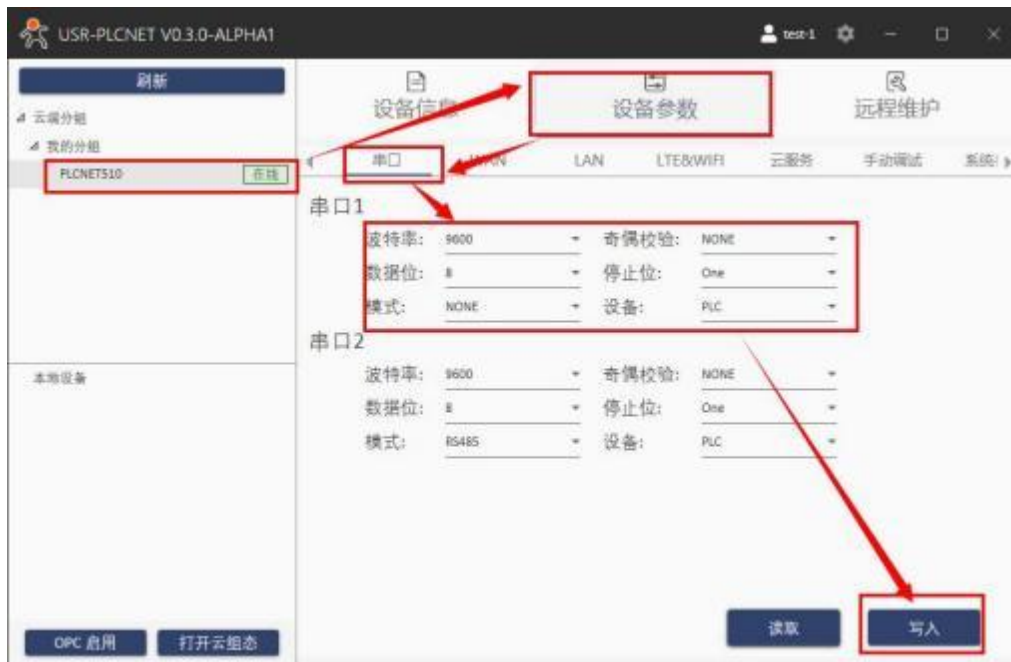 USR-PLCNET V0.3.0-ALPHA1
test-1
刷新
云端分组
我的分组
PLCNET510
在线
本地设备
OPC 启用
打开云组态
设备信息
设备参数
远程维护
串口
WAN
LAN
LTE&WIFI
云服务
手动调试
系统
串口1
波特率: 9600 奇偶校验: NONE
数据位: 8 停止位: One
模式: NONE 设备: PLC
串口2
波特率: 9600 奇偶校验: NONE
数据位: 8 停止位: One
模式: RS485 设备: PLC
读取
写入